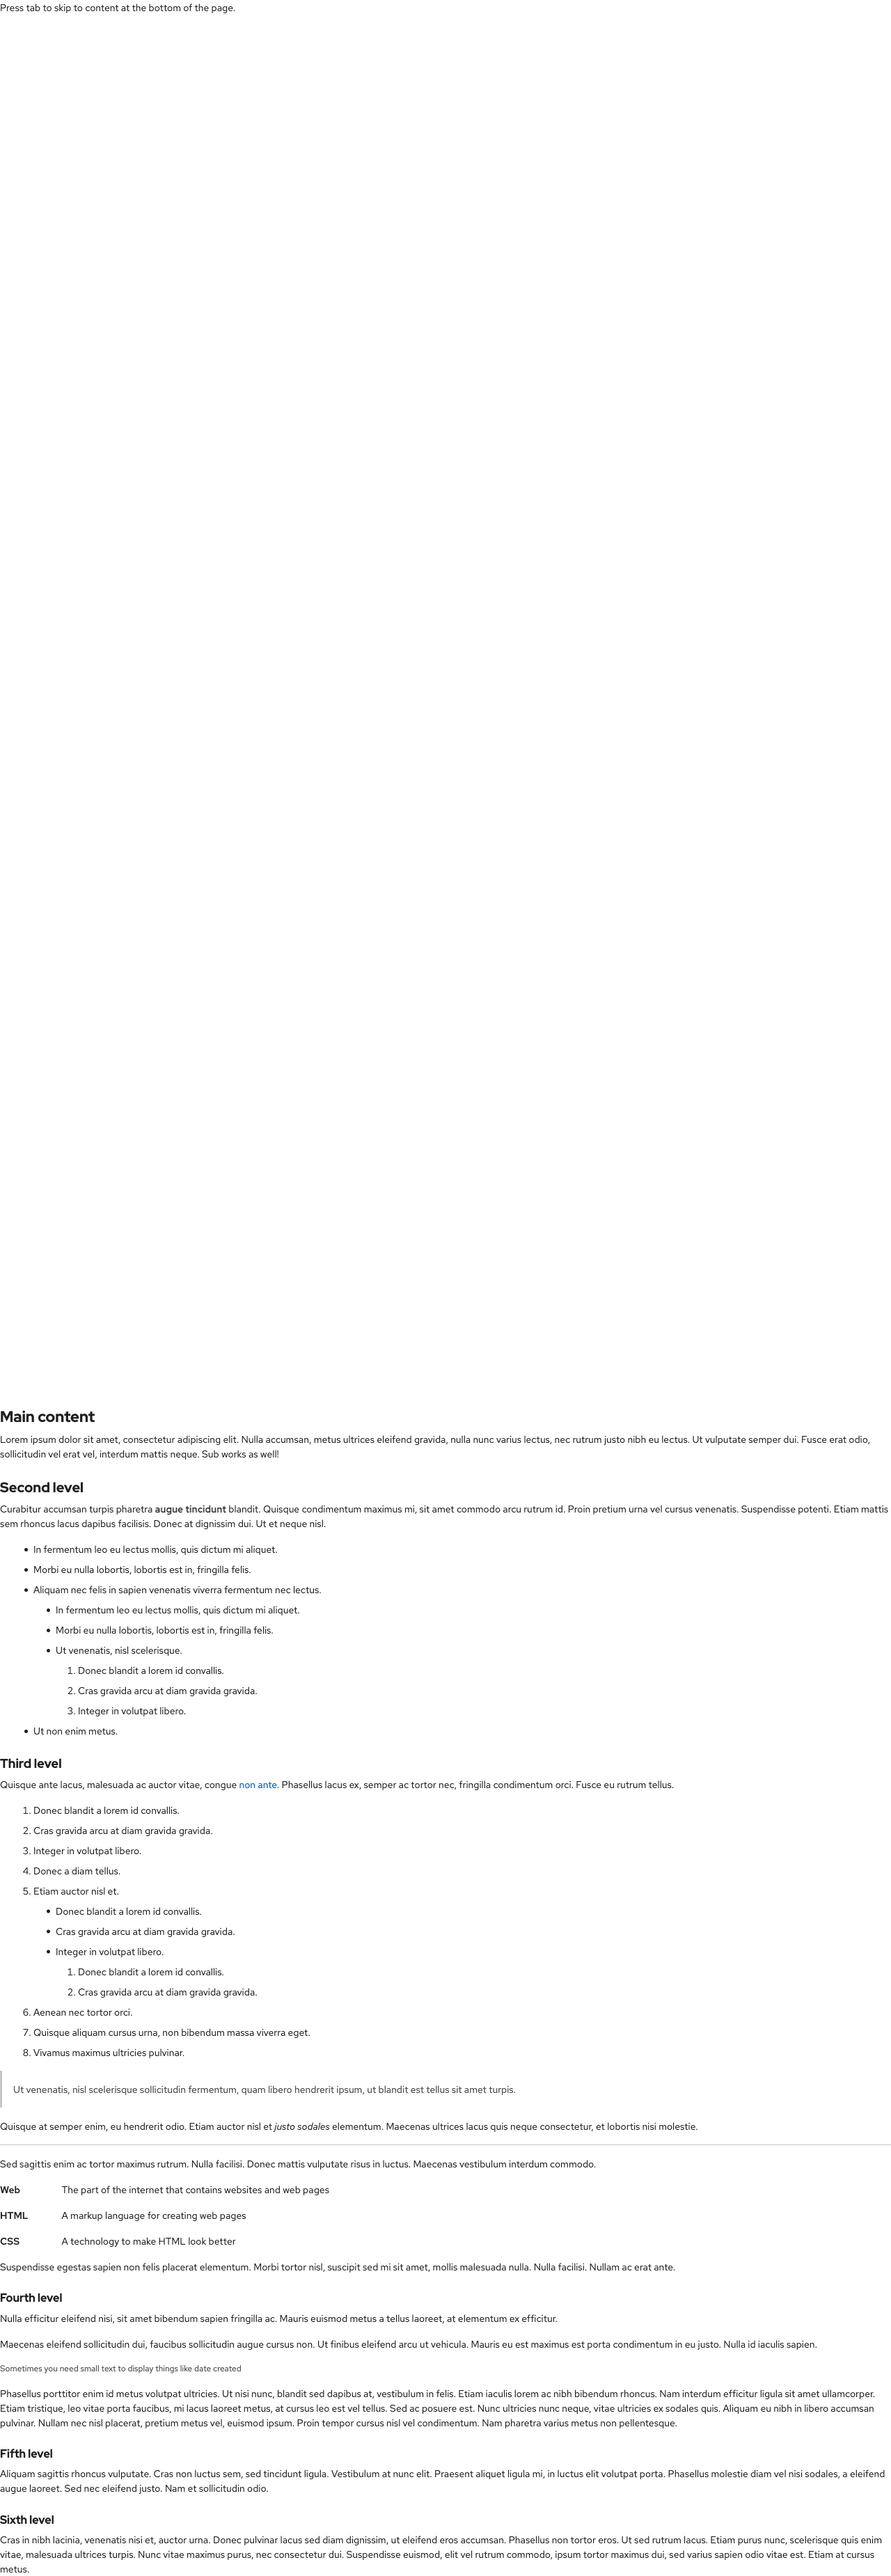 Press tab to skip to content at the bottom of the page.
Main content
Lorem ipsum dolor sit amet, consectetur adipiscing elit. Nulla accumsan, metus ultrices eleifend gravida, nulla nunc varius lectus, nec rutrum justo nibh eu lectus. Ut vulputate semper dui. Fusce erat odio,
sollicitudin vel erat vel, interdum mattis neque. Sub works as well!
Second level
Curabitur accumsan turpis pharetra augue tincidunt blandit. Quisque condimentum maximus mi, sit amet commodo arcu rutrum id. Proin pretium urna vel cursus venenatis. Suspendisse potenti. Etiam mattis
sem rhoncus lacus dapibus facilisis. Donec at dignissim dui. Ut et neque nisl.
• In fermentum leo eu lectus mollis, quis dictum mi aliquet.
• Morbi eu nulla lobortis, lobortis est in, fringilla felis.
• Aliquam nec felis in sapien venenatis viverra fermentum nec lectus.
• In fermentum leo eu lectus mollis, quis dictum mi aliquet.
• Morbi eu nulla lobortis, lobortis est in, fringilla felis.
• Ut venenatis, nisl scelerisque.
1. Donec blandit a lorem id convallis.
2. Cras gravida arcu at diam gravida gravida.
3. Integer in volutpat libero.
• Ut non enim metus.
Third level
Quisque ante lacus, malesuada ac auctor vitae, congue non ante. Phasellus lacus ex, semper ac tortor nec, fringilla condimentum orci. Fusce eu rutrum tellus.
1. Donec blandit a lorem id convallis.
2. Cras gravida arcu at diam gravida gravida.
3. Integer in volutpat libero.
4. Donec a diam tellus.
5. Etiam auctor nisl et.
• Donec blandit a lorem id convallis.
• Cras gravida arcu at diam gravida gravida.
• Integer in volutpat libero.
1. Donec blandit a lorem id convallis.
2. Cras gravida arcu at diam gravida gravida.
6. Aenean nec tortor orci.
7. Quisque aliquam cursus urna, non bibendum massa viverra eget.
8. Vivamus maximus ultricies pulvinar.
Ut venenatis, nisl scelerisque sollicitudin fermentum, quam libero hendrerit ipsum, ut blandit est tellus sit amet turpis.
Quisque at semper enim, eu hendrerit odio. Etiam auctor nisl et justo sodales elementum. Maecenas ultrices lacus quis neque consectetur, et lobortis nisi molestie.
Sed sagittis enim ac tortor maximus rutrum. Nulla facilisi. Donec mattis vulputate risus in luctus. Maecenas vestibulum interdum commodo.
Web The part of the internet that contains websites and web pages
HTML A markup language for creating web pages
CSS A technology to make HTML look better
Suspendisse egestas sapien non felis placerat elementum. Morbi tortor nisl, suscipit sed mi sit amet, mollis malesuada nulla. Nulla facilisi. Nullam ac erat ante.
Fourth level
Nulla efficitur eleifend nisi, sit amet bibendum sapien fringilla ac. Mauris euismod metus a tellus laoreet, at elementum ex efficitur.
Maecenas eleifend sollicitudin dui, faucibus sollicitudin augue cursus non. Ut finibus eleifend arcu ut vehicula. Mauris eu est maximus est porta condimentum in eu justo. Nulla id iaculis sapien.
Sometimes you need small text to display things like date created
Phasellus porttitor enim id metus volutpat ultricies. Ut nisi nunc, blandit sed dapibus at, vestibulum in felis. Etiam iaculis lorem ac nibh bibendum rhoncus. Nam interdum efficitur ligula sit amet ullamcorper.
Etiam tristique, leo vitae porta faucibus, mi lacus laoreet metus, at cursus leo est vel tellus. Sed ac posuere est. Nunc ultricies nunc neque, vitae ultricies ex sodales quis. Aliquam eu nibh in libero accumsan
pulvinar. Nullam nec nisl placerat, pretium metus vel, euismod ipsum. Proin tempor cursus nisl vel condimentum. Nam pharetra varius metus non pellentesque.
Fifth level
Aliquam sagittis rhoncus vulputate. Cras non luctus sem, sed tincidunt ligula. Vestibulum at nunc elit. Praesent aliquet ligula mi, in luctus elit volutpat porta. Phasellus molestie diam vel nisi sodales, a eleifend
augue laoreet. Sed nec eleifend justo. Nam et sollicitudin odio.
Sixth level
Cras in nibh lacinia, venenatis nisi et, auctor urna. Donec pulvinar lacus sed diam dignissim, ut eleifend eros accumsan. Phasellus non tortor eros. Ut sed rutrum lacus. Etiam purus nunc, scelerisque quis enim
vitae, malesuada ultrices turpis. Nunc vitae maximus purus, nec consectetur dui. Suspendisse euismod, elit vel rutrum commodo, ipsum tortor maximus dui, sed varius sapien odio vitae est. Etiam at cursus
metus.